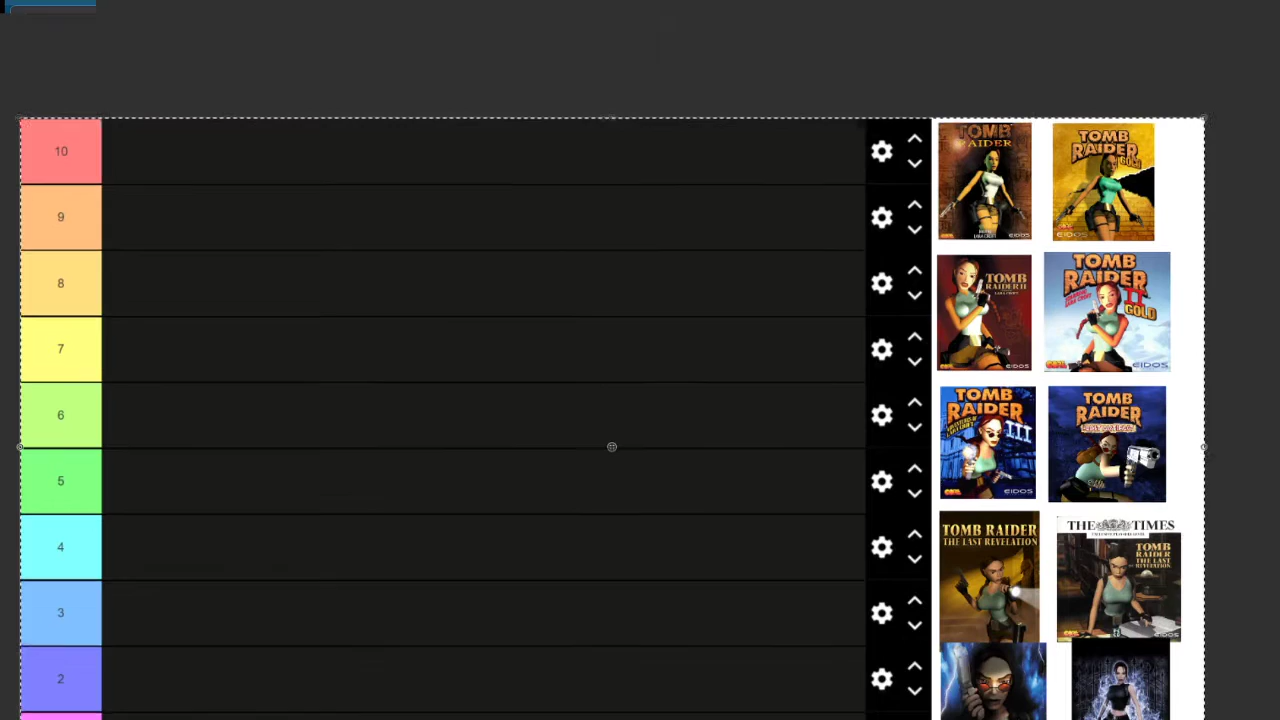 10
9
8
7
6
5
4
3
2
TOMB
RAIDER
EIDOS
TOMB
RAIDER
GOLD
EIDOS
TOMB
RAIDER II
EIDOS
TOMB
RAIDER
II
GOLD
EIDOS
TOMB
RAIDER
III
EIDOS
TOMB
RAIDER
TOMB RAIDER
THE LAST REVELATION
THE TIMES
TOMB
RAIDER
THE LAST
REVELATION
EIDOS